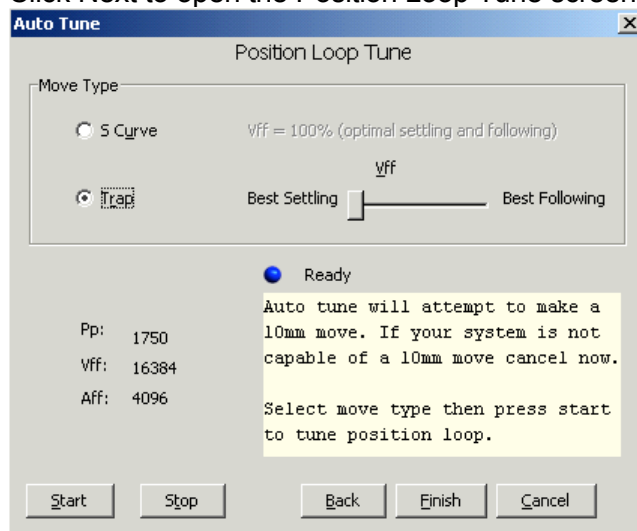 Click Next to open the Position Loop Tune screen
Auto Tune
Position Loop Tune
Move Type
S Curve
Vff = 100% (optimal settling and following)
Vff
Trap
Best Settling
Best Following
Ready
Auto tune will attempt to make a
10mm move. If your system is not
capable of a 10mm move cancel now.
Select move type then press start
to tune position loop.
Pp: 1750
Vff: 16384
Aff: 4096
Start
Stop
Back
Finish
Cancel